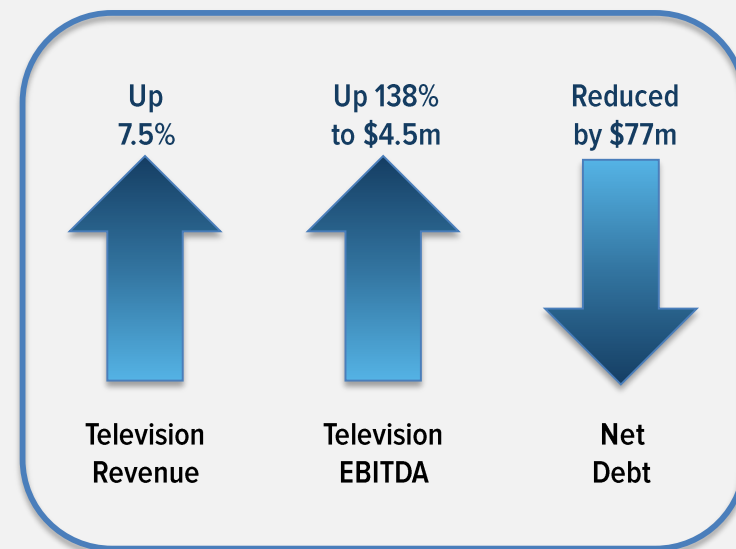 Up
7.5%
Up 138%
to $4.5m
Reduced
by $77m
Television
Revenue
Television
EBITDA
Net
Debt